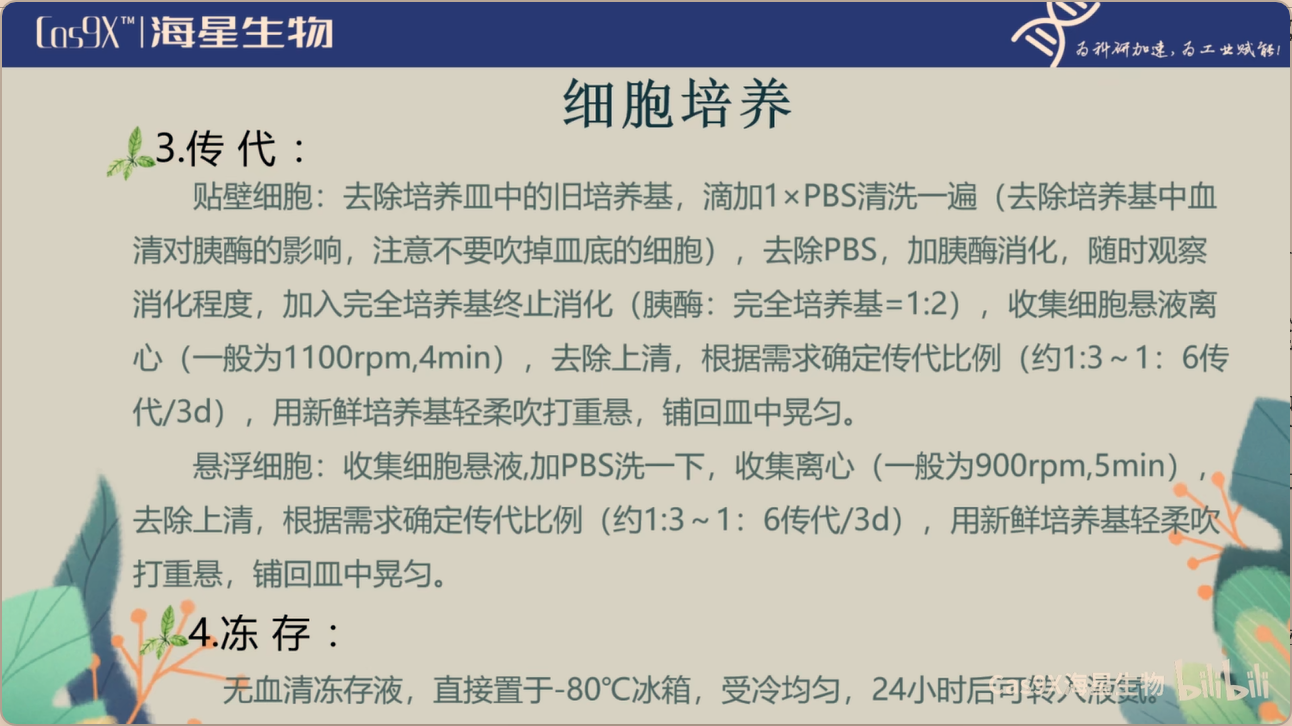 Cas9X™|海星生物
为科研加速，为工业赋能！
细胞培养
3.传 代 ：
贴壁细胞：去除培养皿中的旧培养基，滴加1×PBS清洗一遍（去除培养基中血
清对胰酶的影响，注意不要吹掉皿底的细胞），去除PBS，加胰酶消化，随时观察
消化程度，加入完全培养基终止消化（胰酶：完全培养基=1:2），收集细胞悬液离
心（一般为1100rpm,4min），去除上清，根据需求确定传代比例（约1:3～1：6传
代/3d），用新鲜培养基轻柔吹打重悬，铺回皿中晃匀。
悬浮细胞：收集细胞悬液,加PBS洗一下，收集离心（一般为900rpm,5min），
去除上清，根据需求确定传代比例（约1:3～1：6传代/3d），用新鲜培养基轻柔吹
打重悬，铺回皿中晃匀。
4.冻 存 ：
无血清冻存液，直接置于-80℃冰箱，受冷均匀，24小时后可转入液氮。
Cas9X海星生物 bilibili